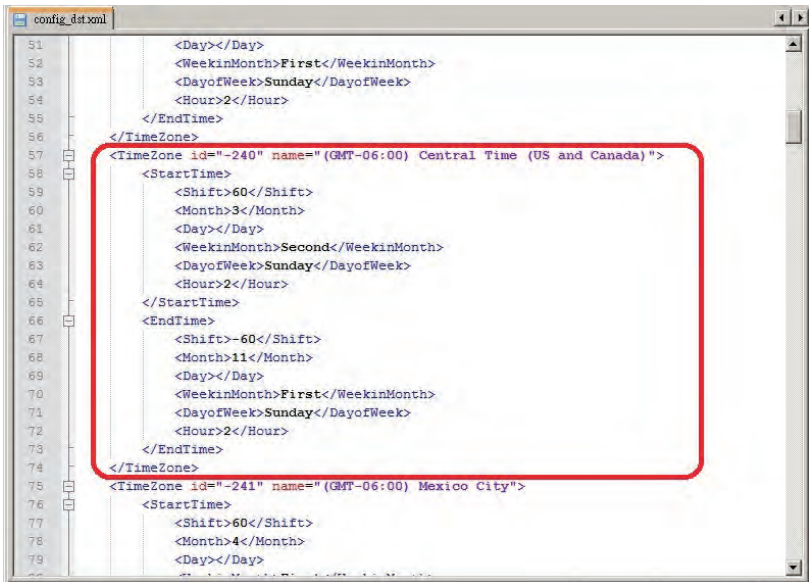 config_dst.xml
51 <Day></Day>
52 <WeekinMonth>First</WeekinMonth>
53 <DayofWeek>Sunday</DayofWeek>
54 <Hour>2</Hour>
55 </EndTime>
56 </TimeZone>
57 <TimeZone id="-240" name="(GMT-06:00) Central Time (US and Canada)">
58 <StartTime>
59 <Shift>60</Shift>
60 <Month>3</Month>
61 <Day></Day>
62 <WeekinMonth>Second</WeekinMonth>
63 <DayofWeek>Sunday</DayofWeek>
64 <Hour>2</Hour>
65 </StartTime>
66 <EndTime>
67 <Shift>-60</Shift>
68 <Month>11</Month>
69 <Day></Day>
70 <WeekinMonth>First</WeekinMonth>
71 <DayofWeek>Sunday</DayofWeek>
72 <Hour>2</Hour>
73 </EndTime>
74 </TimeZone>
75 <TimeZone id="-241" name="(GMT-06:00) Mexico City">
76 <StartTime>
77 <Shift>60</Shift>
78 <Month>4</Month>
79 <Day></Day>